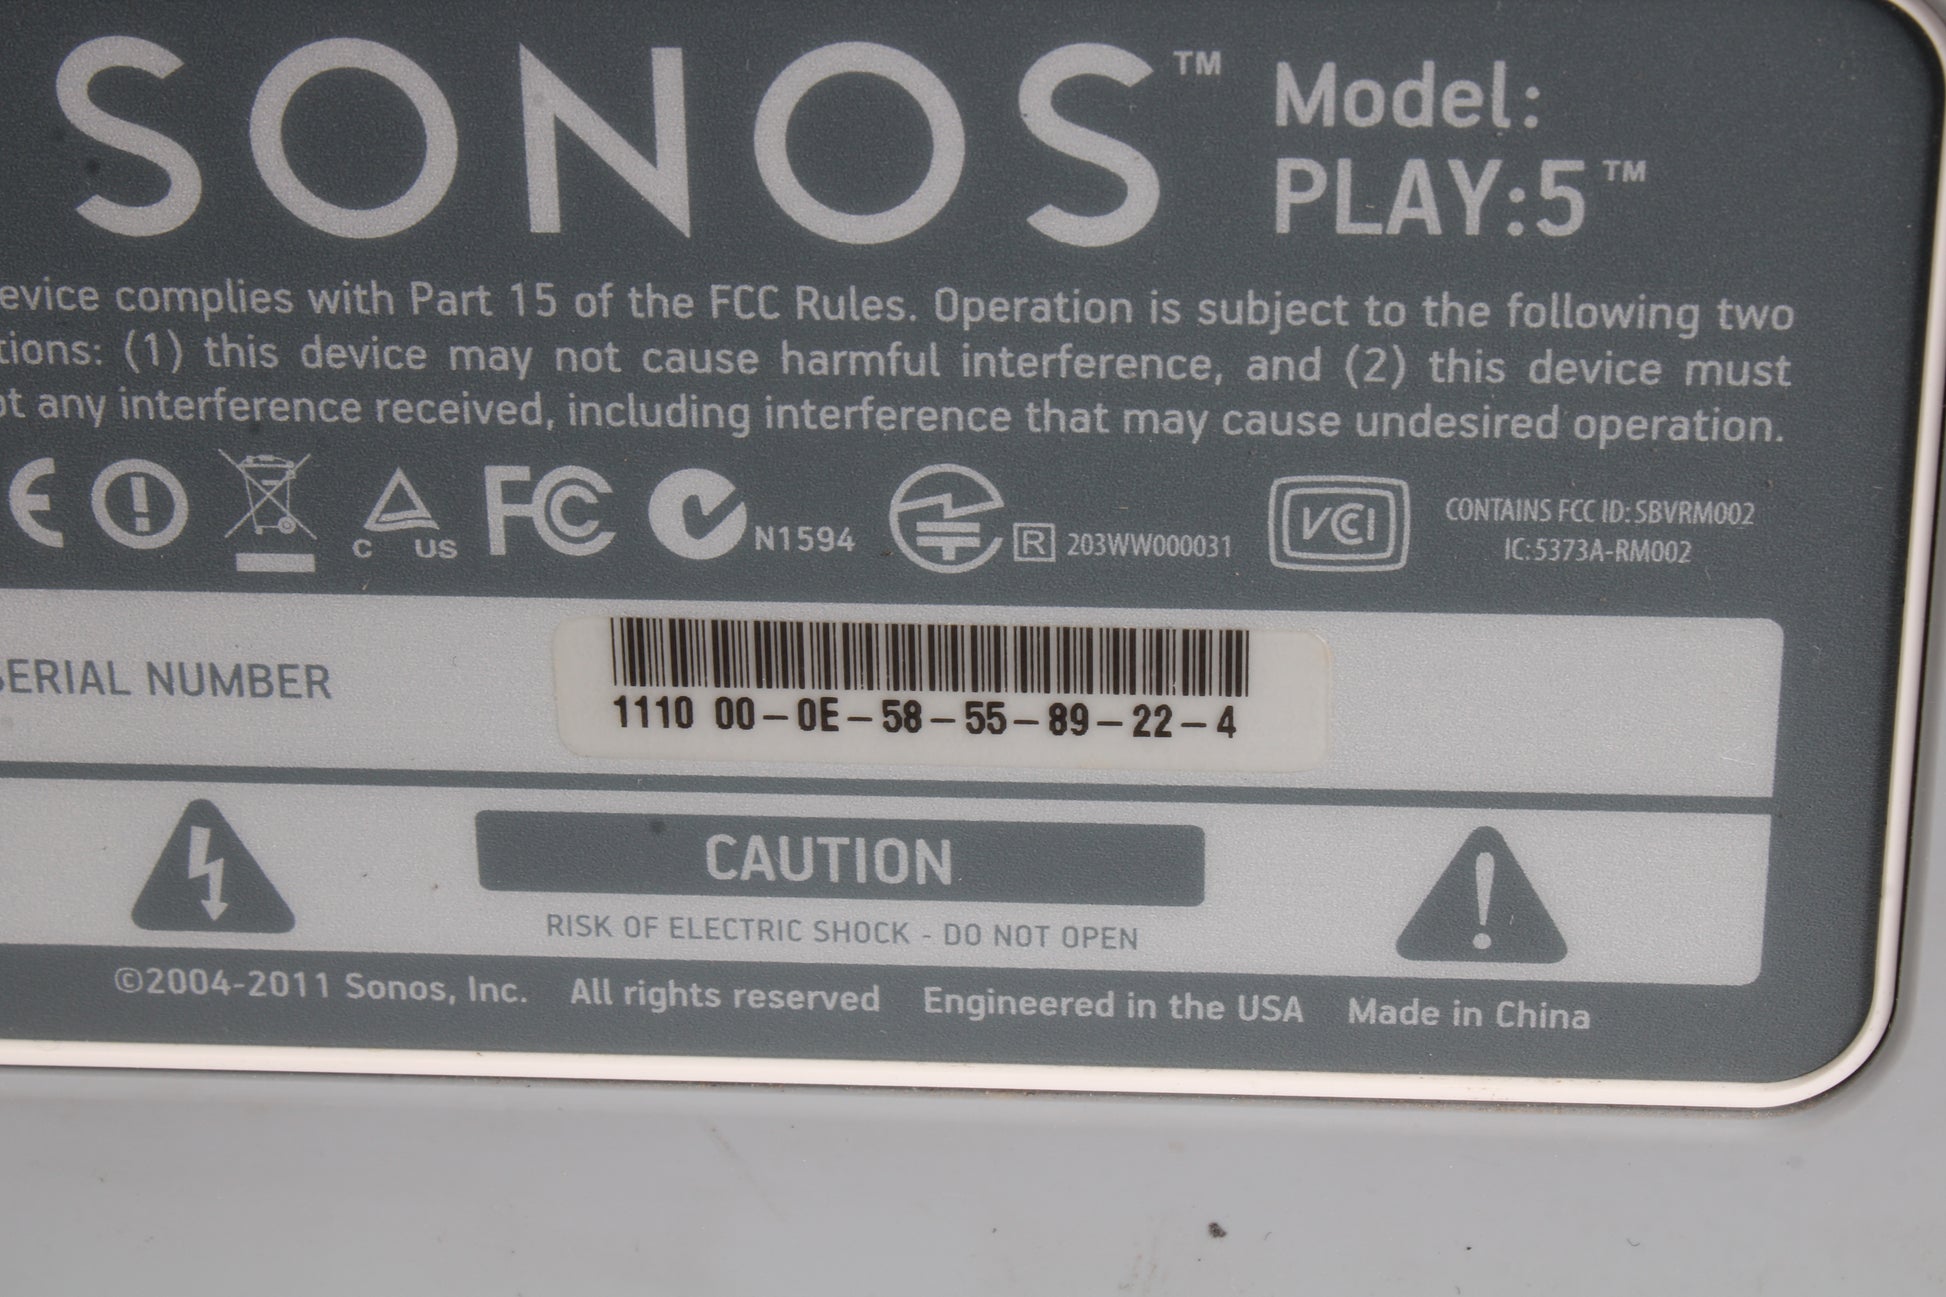 SONOS™ Model:
PLAY:5™
evice complies with Part 15 of the FCC Rules. Operation is subject to the following two
tions: (1) this device may not cause harmful interference, and (2) this device must
ot any interference received, including interference that may cause undesired operation.
CE C US FC N1594 R 203WW000031 VCI CONTAINS FCC ID: SBVRM002
IC:5373A-RM002
SERIAL NUMBER
1110 00-0E-58-55-89-22-4
CAUTION
RISK OF ELECTRIC SHOCK - DO NOT OPEN
©2004-2011 Sonos, Inc. All rights reserved Engineered in the USA Made in China